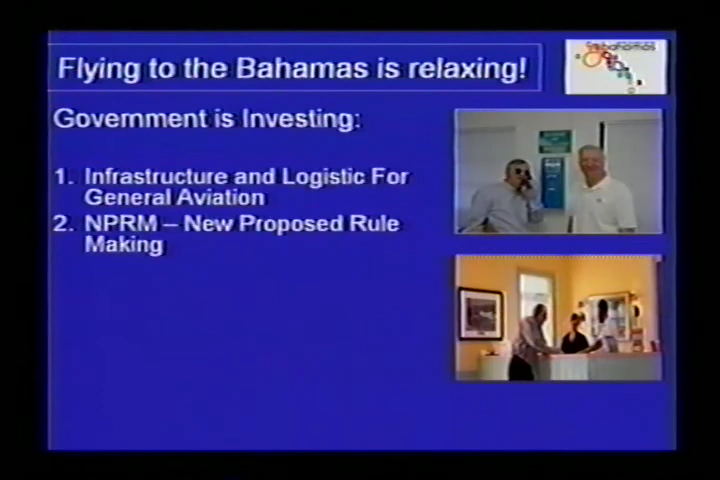 Flying to the Bahamas is relaxing!
bahamas
Government is Investing:
1. Infrastructure and Logistic For
General Aviation
2. NPRM – New Proposed Rule
Making